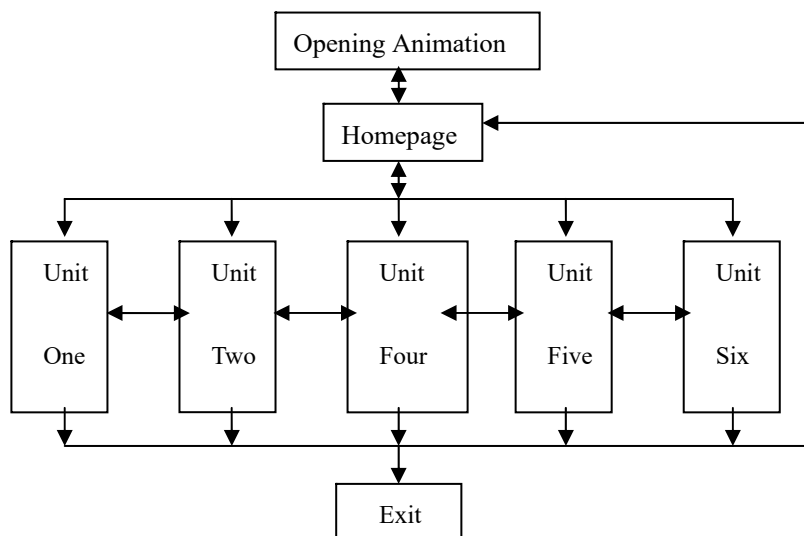 Opening Animation
Homepage
Unit
One
Unit
Two
Unit
Four
Unit
Five
Unit
Six
Exit